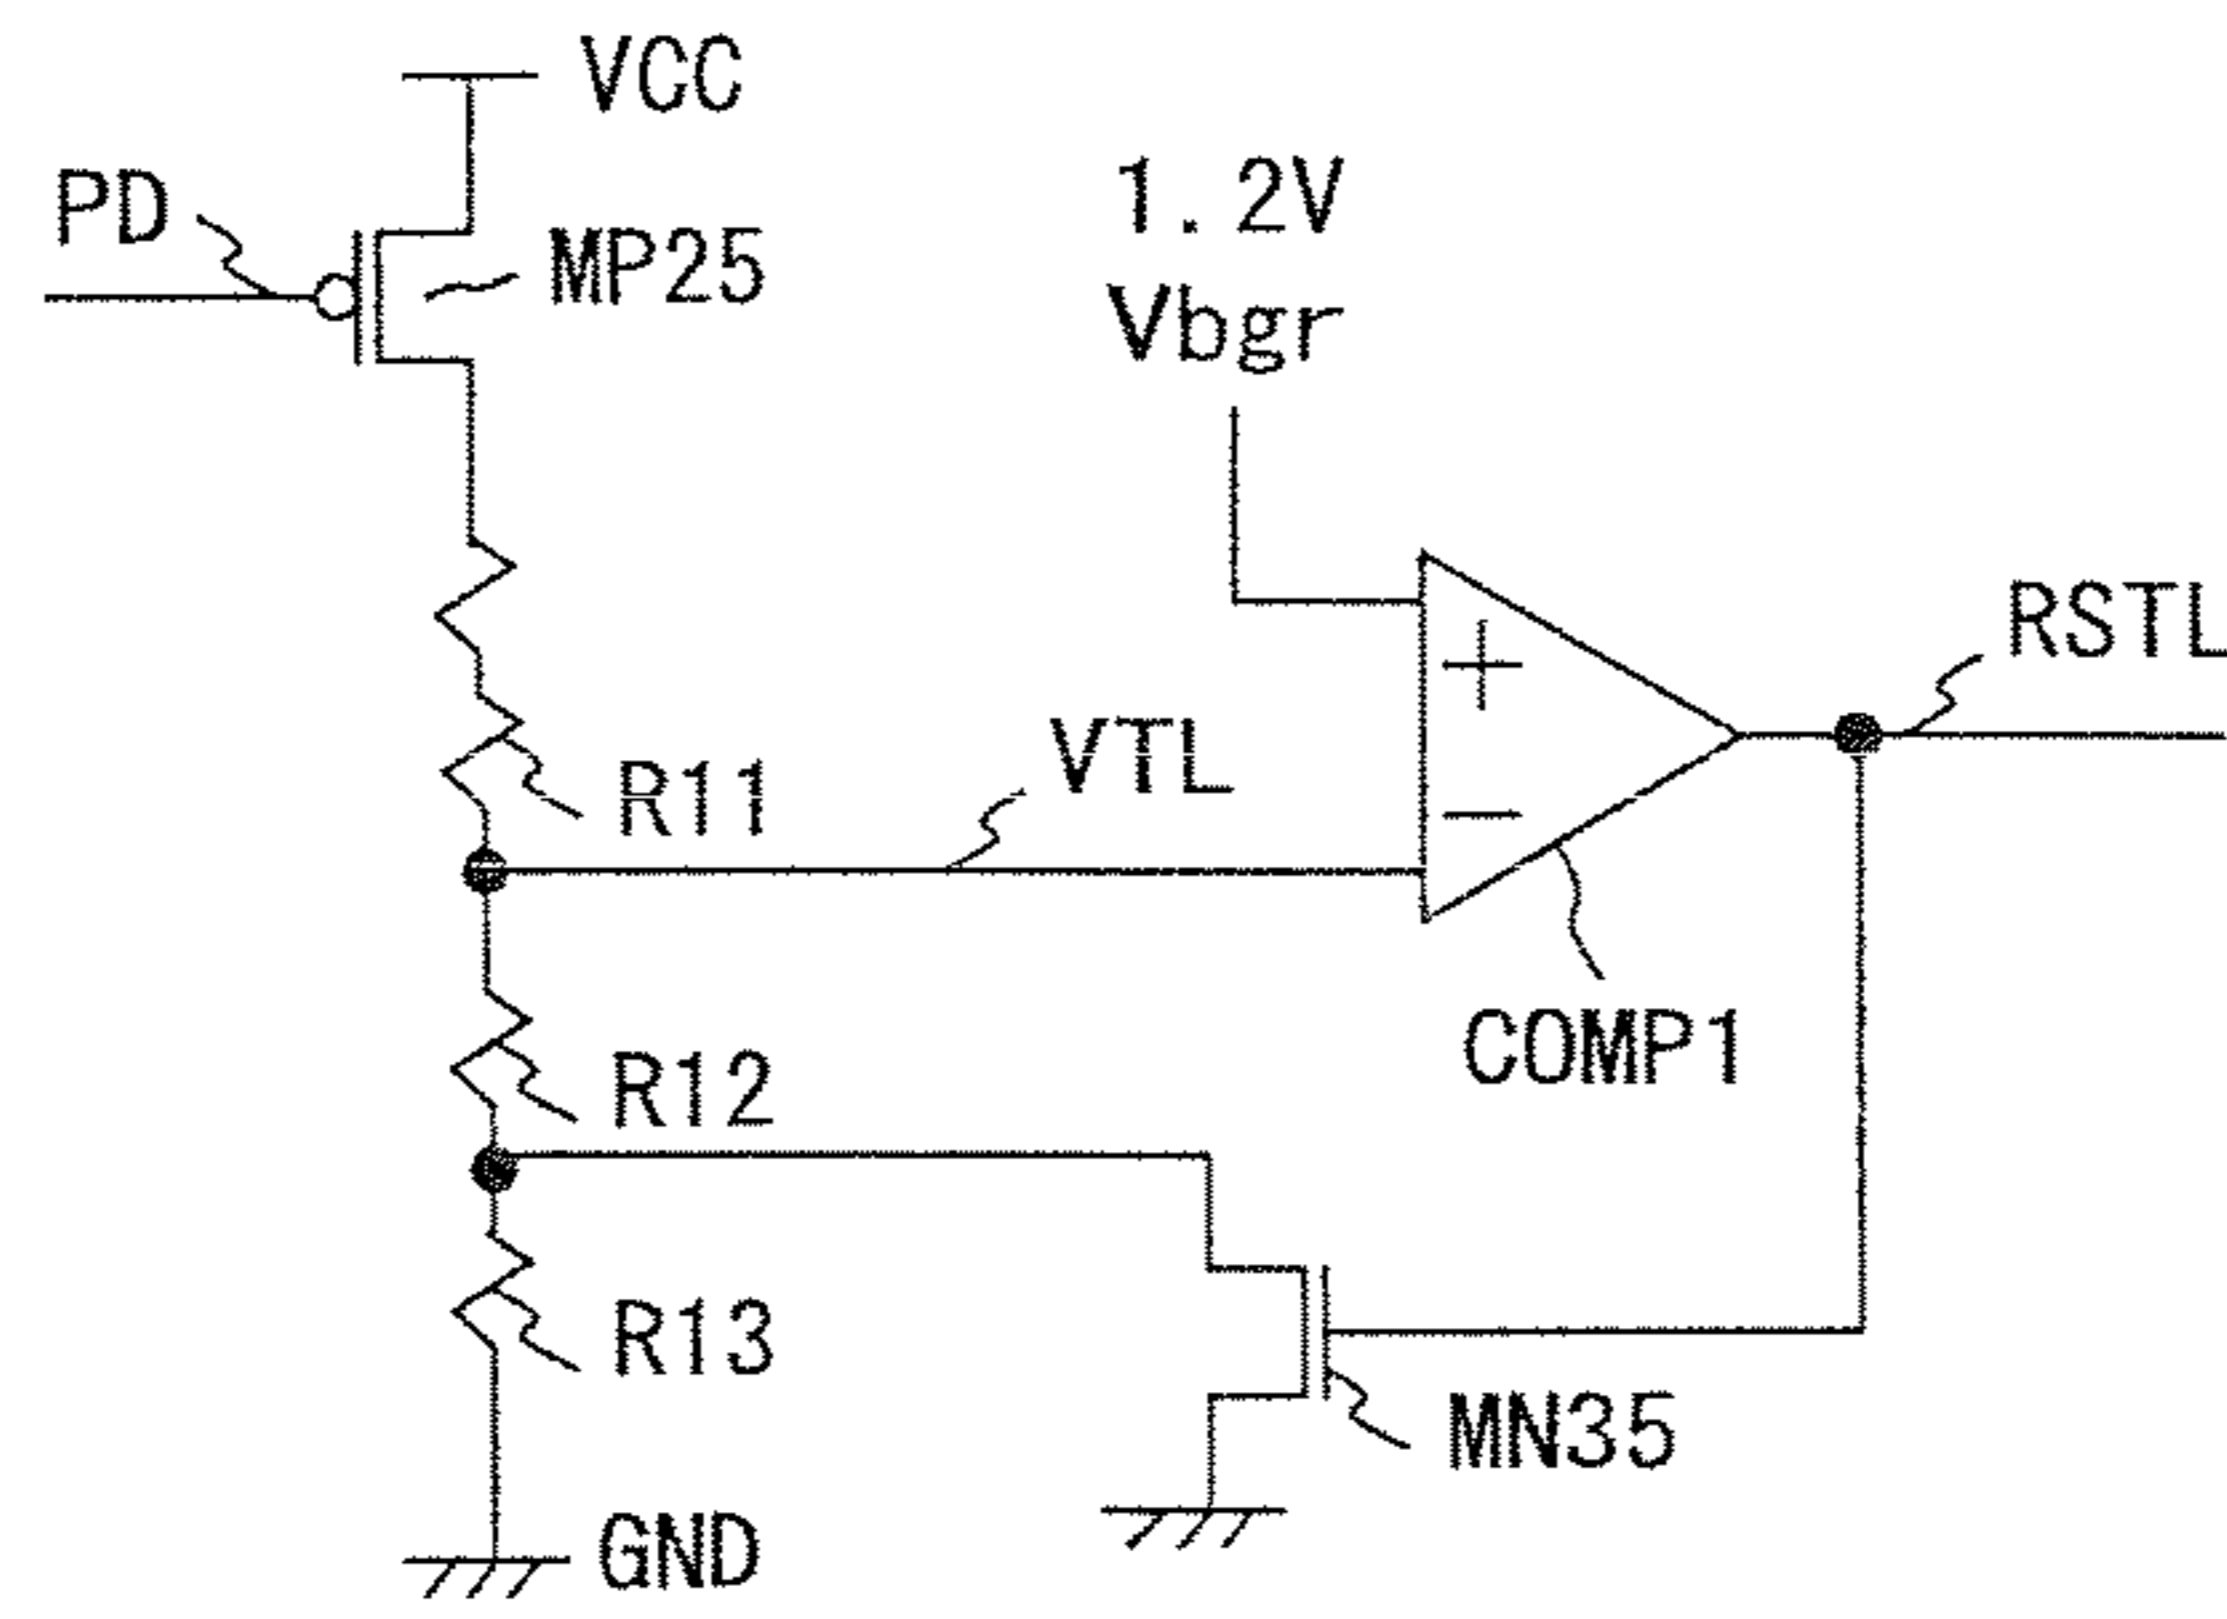 VCC
PD
MP25
1.2V
Vbgr
RSTL
VTL
R11
+
−
COMP1
R12
R13
MN35
GND